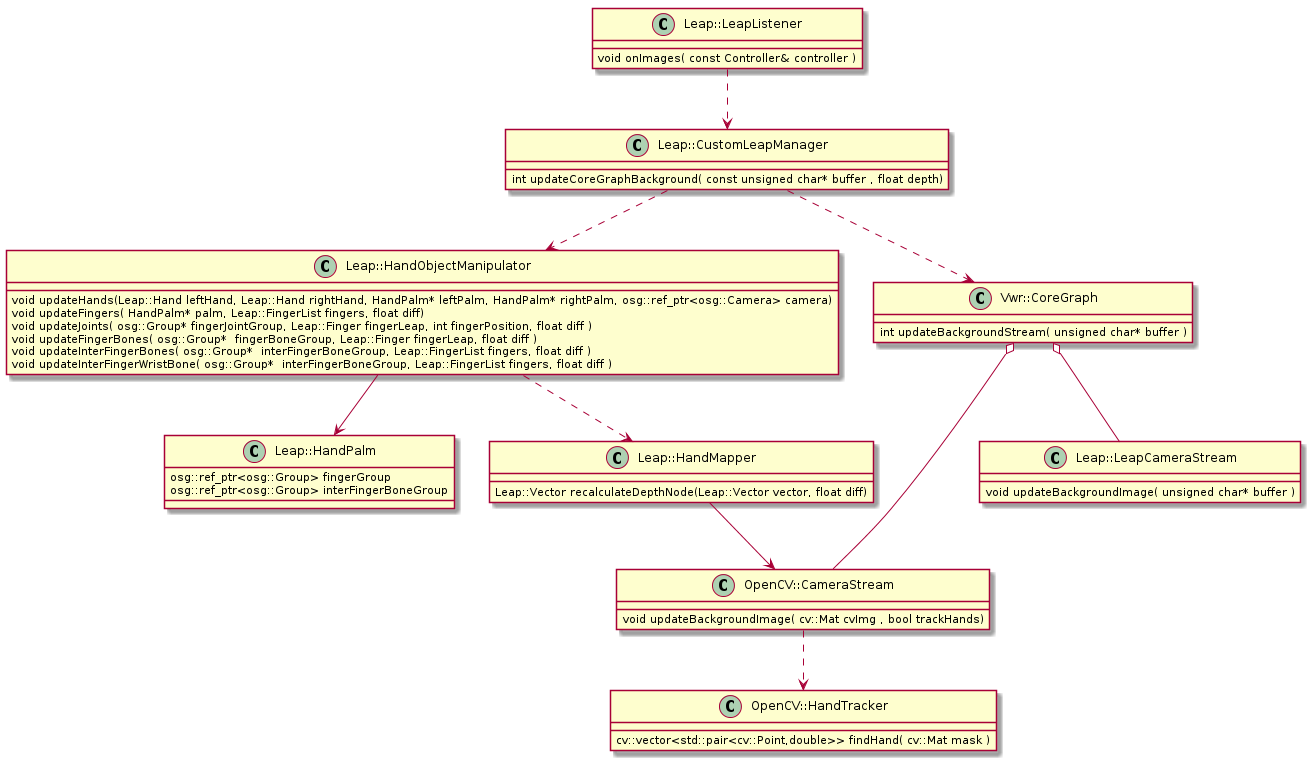 C Leap::LeapListener
void onImages( const Controller& controller )
C Leap::CustomLeapManager
int updateCoreGraphBackground( const unsigned char* buffer , float depth)
C Leap::HandObjectManipulator
void updateHands(Leap::Hand leftHand, Leap::Hand rightHand, HandPalm* leftPalm, HandPalm* rightPalm, osg::ref_ptr<osg::Camera> camera)
void updateFingers( HandPalm* palm, Leap::FingerList fingers, float diff)
void updateJoints( osg::Group* fingerJointGroup, Leap::Finger fingerLeap, int fingerPosition, float diff )
void updateFingerBones( osg::Group*  fingerBoneGroup, Leap::Finger fingerLeap, float diff )
void updateInterFingerBones( osg::Group*  interFingerBoneGroup, Leap::FingerList fingers, float diff )
void updateInterFingerWristBone( osg::Group*  interFingerBoneGroup, Leap::FingerList fingers, float diff )
C Vwr::CoreGraph
int updateBackgroundStream( unsigned char* buffer )
C Leap::HandPalm
osg::ref_ptr<osg::Group> fingerGroup
osg::ref_ptr<osg::Group> interFingerBoneGroup
C Leap::HandMapper
Leap::Vector recalculateDepthNode(Leap::Vector vector, float diff)
C Leap::LeapCameraStream
void updateBackgroundImage( unsigned char* buffer )
C OpenCV::CameraStream
void updateBackgroundImage( cv::Mat cvImg , bool trackHands)
C OpenCV::HandTracker
cv::vector<std::pair<cv::Point,double>> findHand( cv::Mat mask )